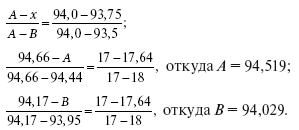 (A − x)/(A − B) = (94,0 − 93,75)/(94,0 − 93,5);
(94,66 − A)/(94,66 − 94,44) = (17 − 17,64)/(17 − 18), откуда A = 94,519;
(94,17 − B)/(94,17 − 93,95) = (17 − 17,64)/(17 − 18), откуда B = 94,029.